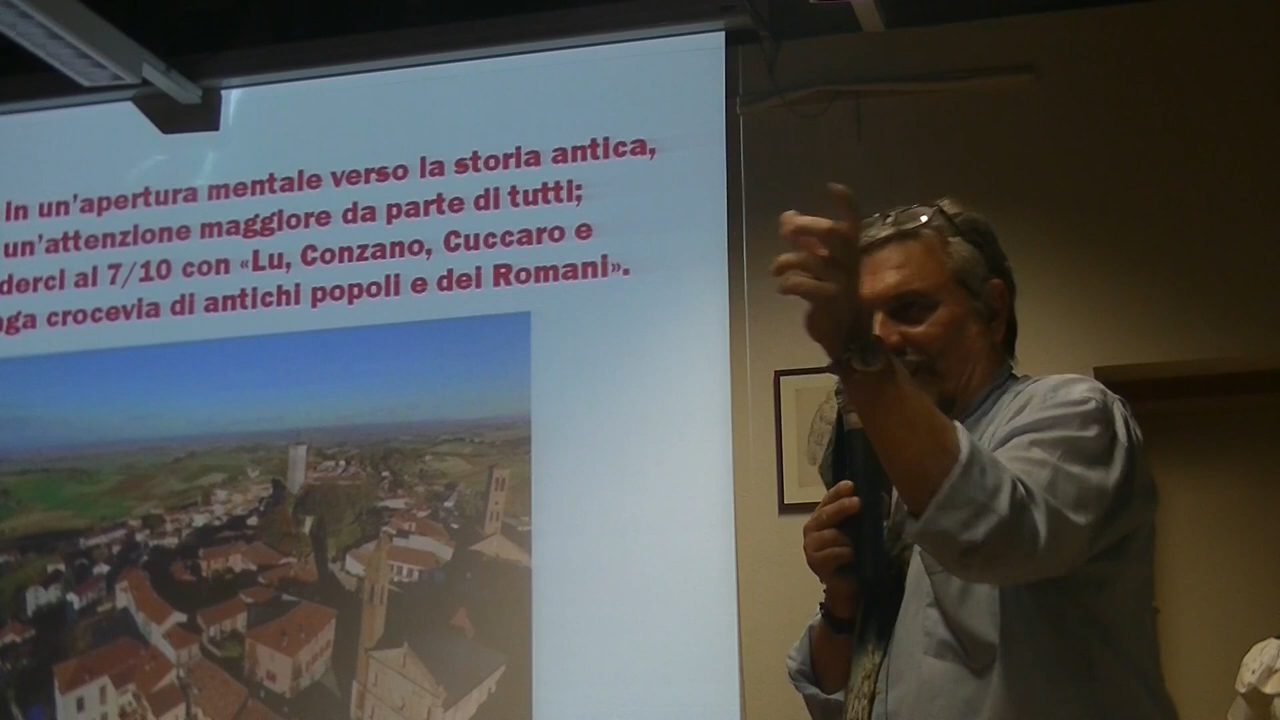 in un'apertura mentale verso la storia antica,
un'attenzione maggiore da parte di tutti;
derci al 7/10 con «Lu, Conzano, Cuccaro e
nga crocevia di antichi popoli e dei Romani».